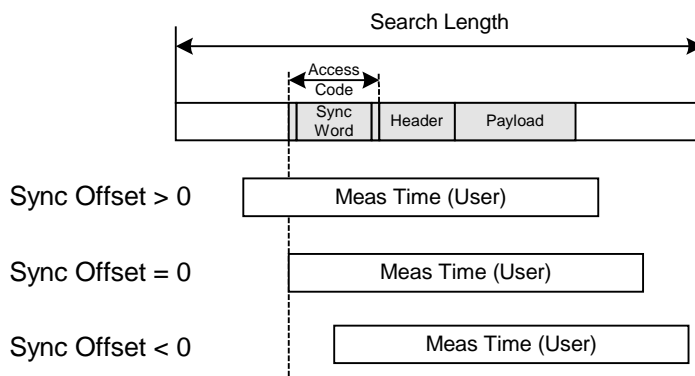 Search Length
Access
Code
Sync
Word
Header
Payload
Sync Offset > 0
Meas Time (User)
Sync Offset = 0
Meas Time (User)
Sync Offset < 0
Meas Time (User)